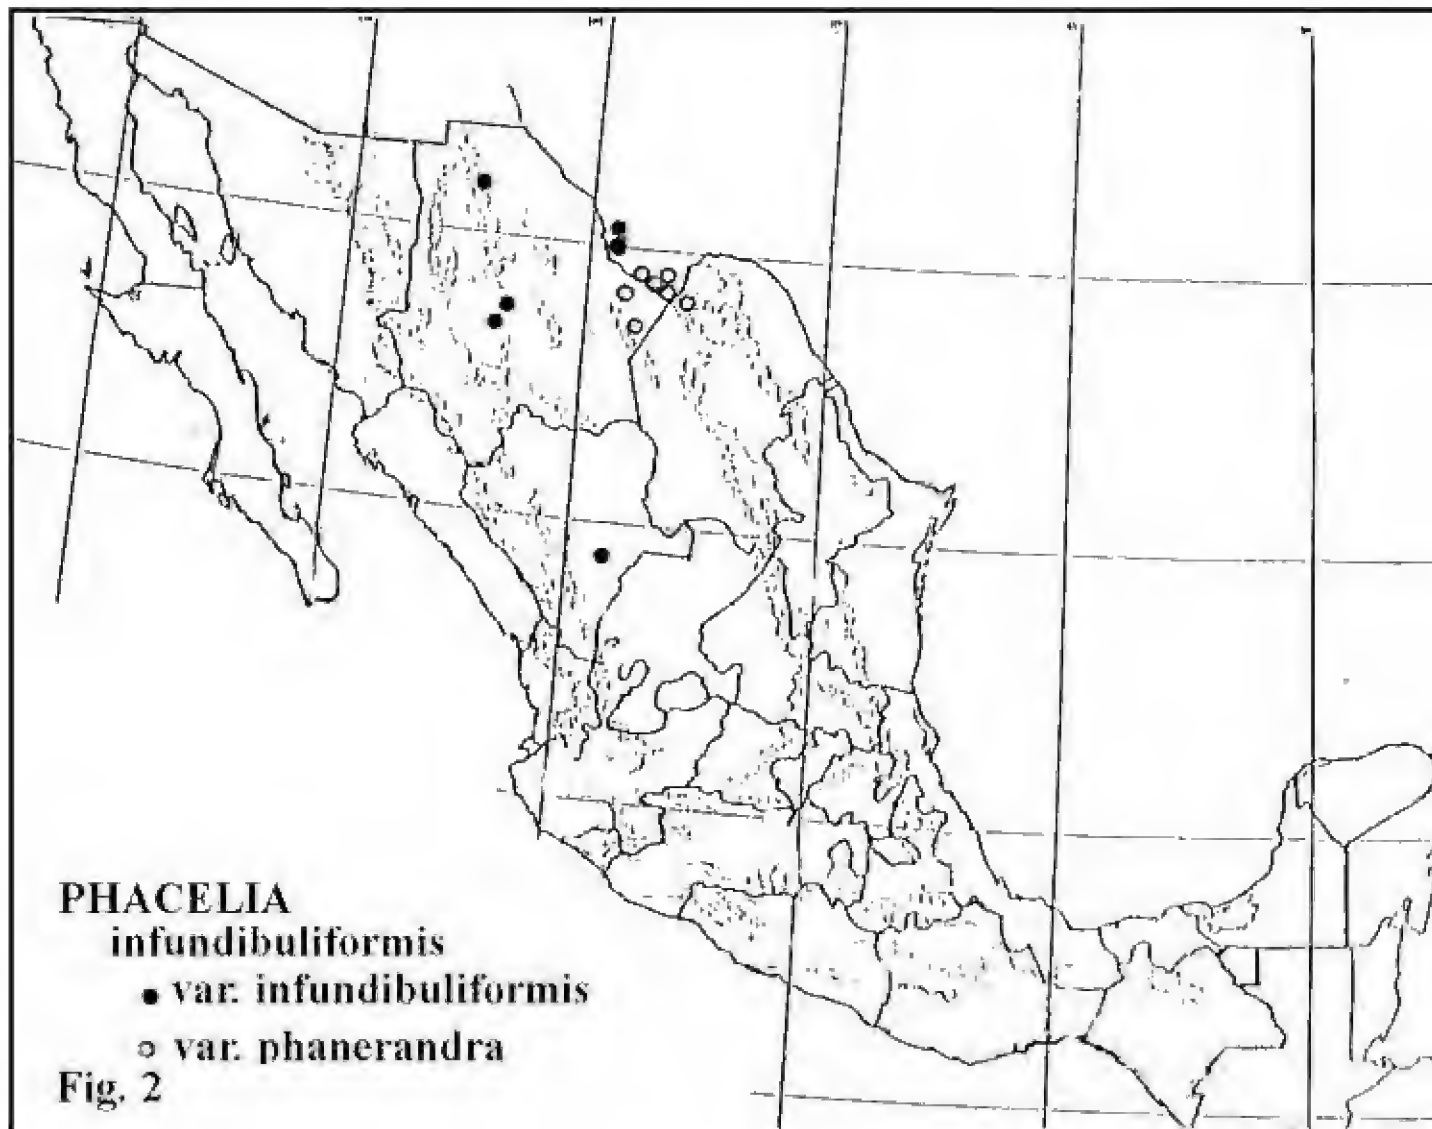 PHACELIA
infundibuliformis
● var. infundibuliformis
○ var. phanerandra
Fig. 2